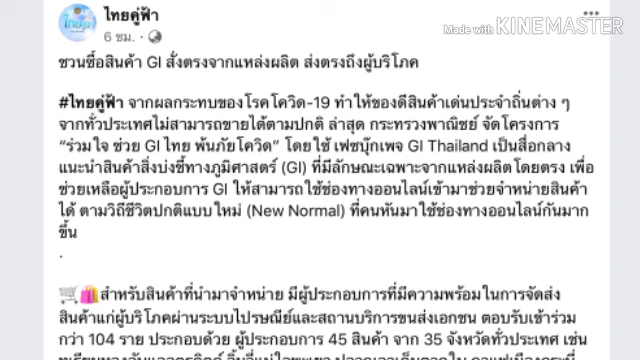 ไทยคู่ฟ้า
6 ชม. ·
Made with KINEMASTER
ชวนซื้อสินค้า GI สั่งตรงจากแหล่งผลิต ส่งตรงถึงผู้บริโภค
#ไทยคู่ฟ้า จากผลกระทบของโรคโควิด-19 ทำให้ของดีสินค้าเด่นประจำถิ่นต่าง ๆ
จากทั่วประเทศไม่สามารถขายได้ตามปกติ ล่าสุด กระทรวงพาณิชย์ จัดโครงการ
“ร่วมใจ ช่วย GI ไทย พ้นภัยโควิด” โดยใช้ เฟซบุ๊กเพจ GI Thailand เป็นสื่อกลาง
แนะนำสินค้าสิ่งบ่งชี้ทางภูมิศาสตร์ (GI) ที่มีลักษณะเฉพาะจากแหล่งผลิตโดยตรง เพื่อ
ช่วยเหลือผู้ประกอบการ GI ให้สามารถใช้ช่องทางออนไลน์เข้ามาช่วยจำหน่ายสินค้า
ได้ ตามวิถีชีวิตปกติแบบใหม่ (New Normal) ที่คนหันมาใช้ช่องทางออนไลน์กันมาก
ขึ้น
.
สำหรับสินค้าที่นำมาจำหน่าย มีผู้ประกอบการที่มีความพร้อมในการจัดส่ง
สินค้าแก่ผู้บริโภคผ่านระบบไปรษณีย์และสถานบริการขนส่งเอกชน ตอบรับเข้าร่วม
กว่า 104 ราย ประกอบด้วย ผู้ประกอบการ 45 สินค้า จาก 35 จังหวัดทั่วประเทศ เช่น